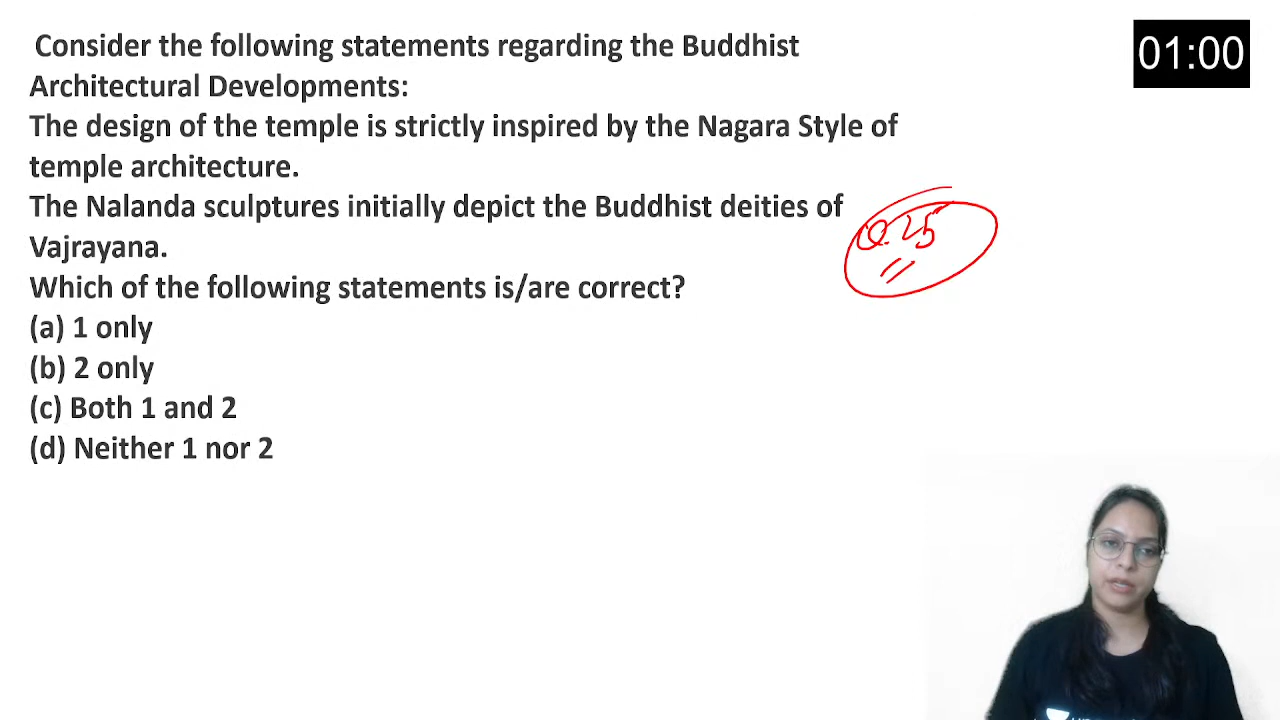 Consider the following statements regarding the Buddhist
Architectural Developments:
The design of the temple is strictly inspired by the Nagara Style of
temple architecture.
The Nalanda sculptures initially depict the Buddhist deities of
Vajrayana.
Which of the following statements is/are correct?
(a) 1 only
(b) 2 only
(c) Both 1 and 2
(d) Neither 1 nor 2
01:00
Q.25